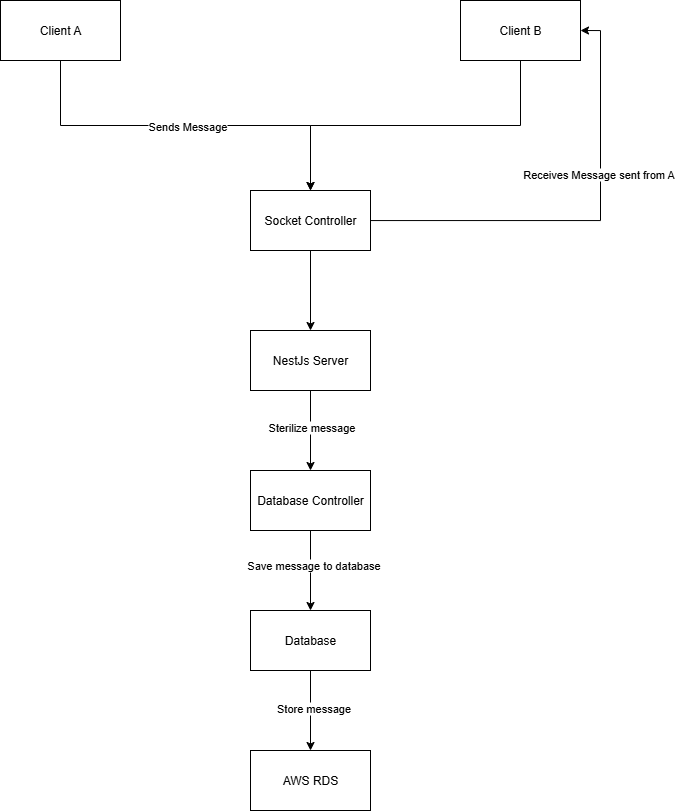 Client A
Client B
Sends Message
Receives Message sent from A
Socket Controller
NestJs Server
Sterilize message
Database Controller
Save message to database
Database
Store message
AWS RDS